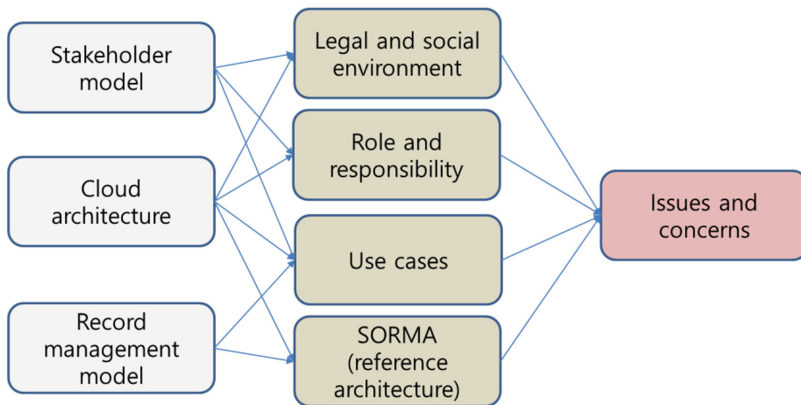 Stakeholder
model
Cloud
architecture
Record
management
model
Legal and social
environment
Role and
responsibility
Use cases
SORMA
(reference
architecture)
Issues and
concerns